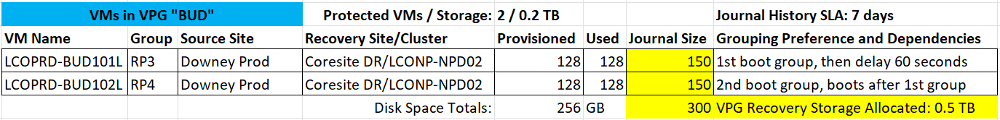 VMs in VPG "BUD" Protected VMs / Storage: 2 / 0.2 TB Journal History SLA: 7 days
VM Name Group Source Site Recovery Site/Cluster Provisioned Used Journal Size Grouping Preference and Dependencies
LCOPRD-BUD101L RP3 Downey Prod Coresite DR/LCONP-NPD02 128 128 150 1st boot group, then delay 60 seconds
LCOPRD-BUD102L RP4 Downey Prod Coresite DR/LCONP-NPD02 128 128 150 2nd boot group, boots after 1st group
Disk Space Totals: 256 GB 300 VPG Recovery Storage Allocated: 0.5 TB